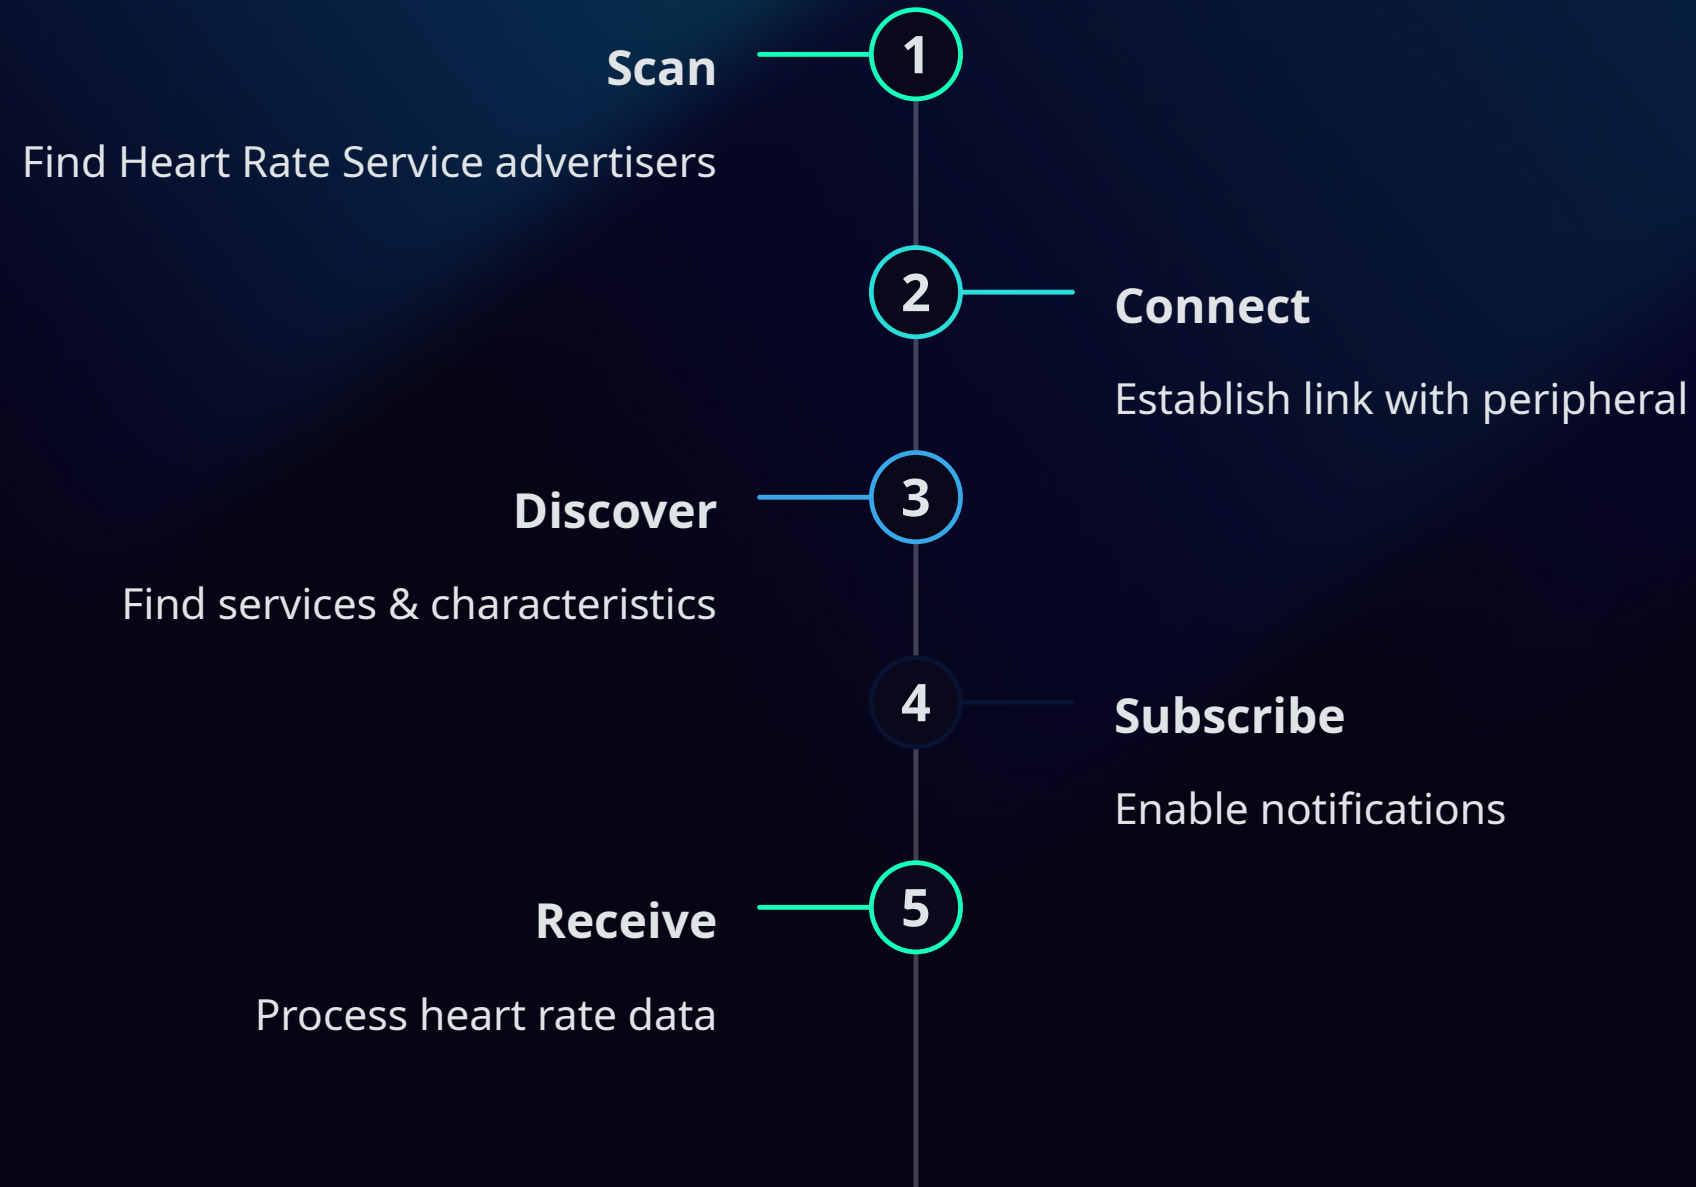 1
Scan
Find Heart Rate Service advertisers
2
Connect
Establish link with peripheral
3
Discover
Find services & characteristics
4
Subscribe
Enable notifications
5
Receive
Process heart rate data